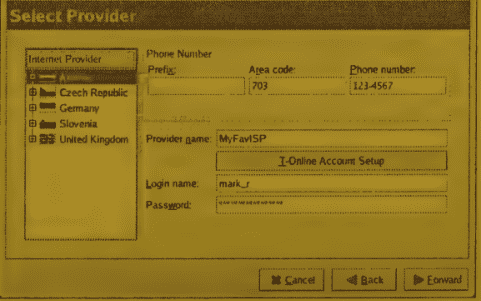 Select Provider
Internet Provider
Czech Republic
Germany
Slovenia
United Kingdom
Phone Number
Prefix:
Area code:
Phone number:
703
123-4567
Provider name: MyFavISP
T-Online Account Setup
Login name: mark_r
Password: **********
Cancel
Back
Forward